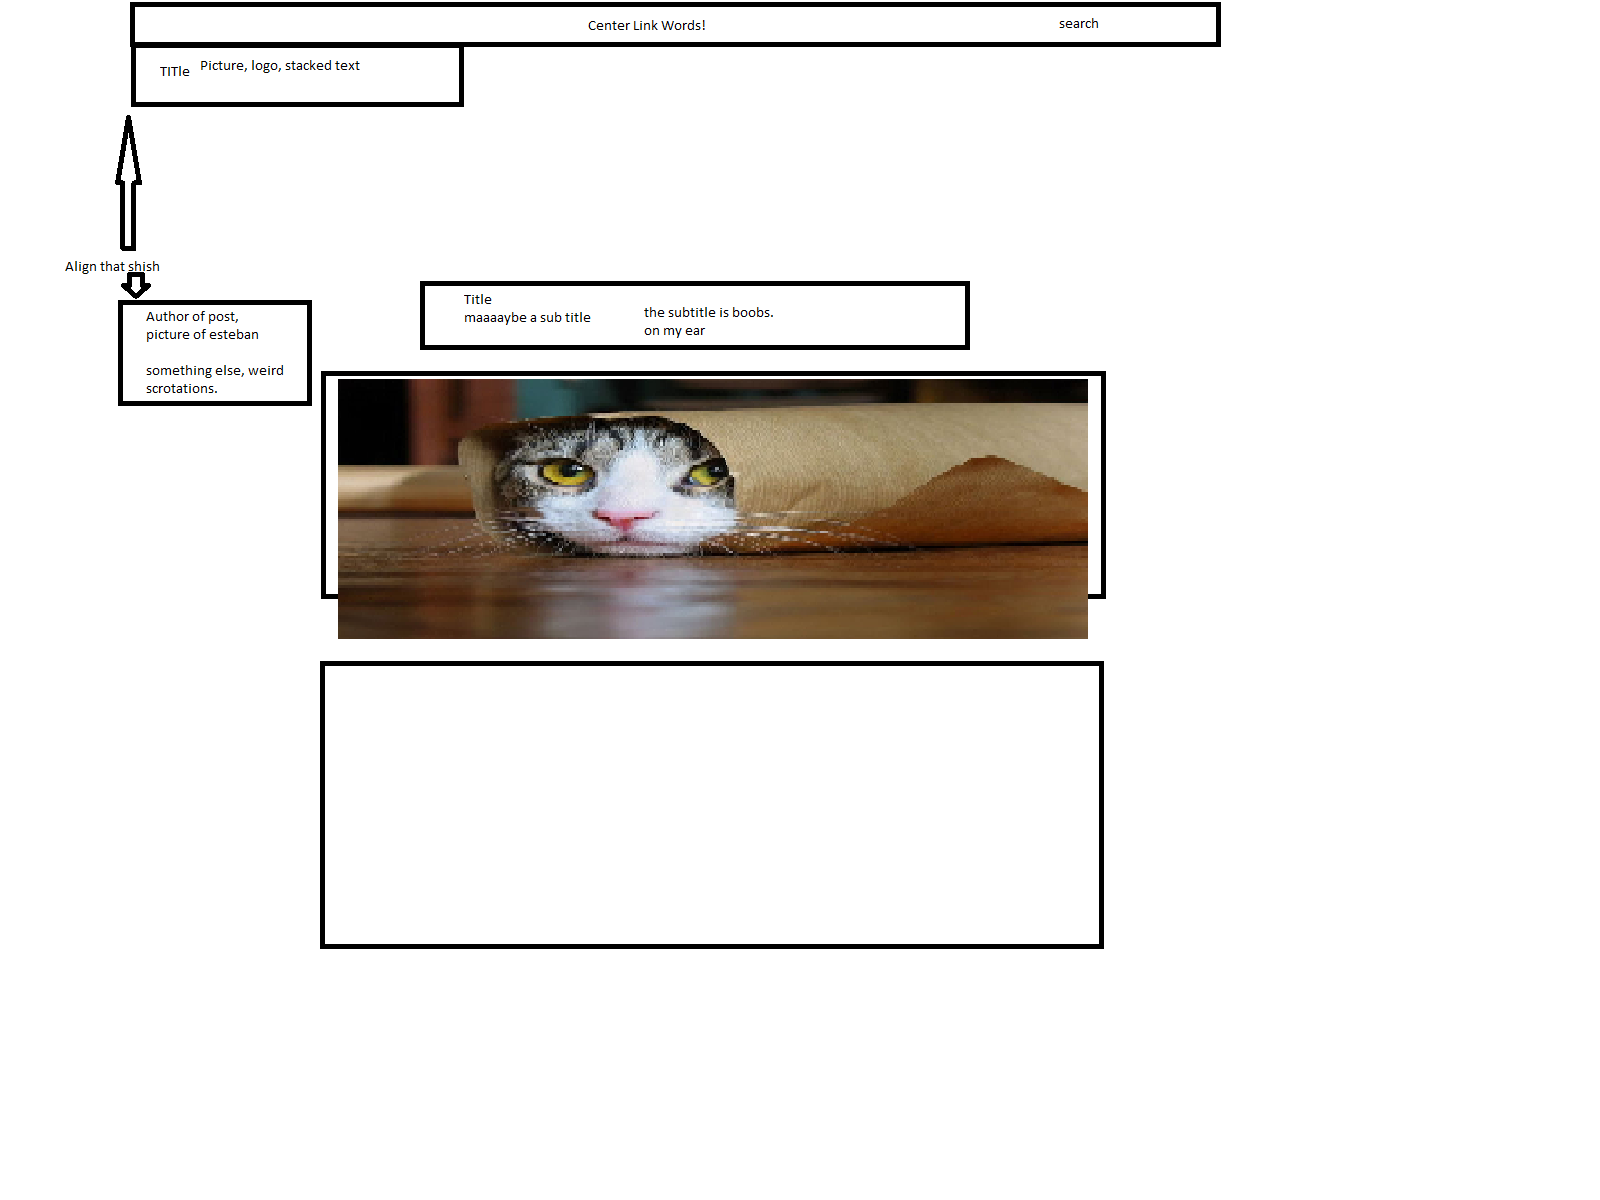 Center Link Words!
search
TITle
Picture, logo, stacked text
Align that shish
Author of post,
picture of esteban
something else, weird
scrotations.
Title
maaaaybe a sub title
the subtitle is boobs.
on my ear